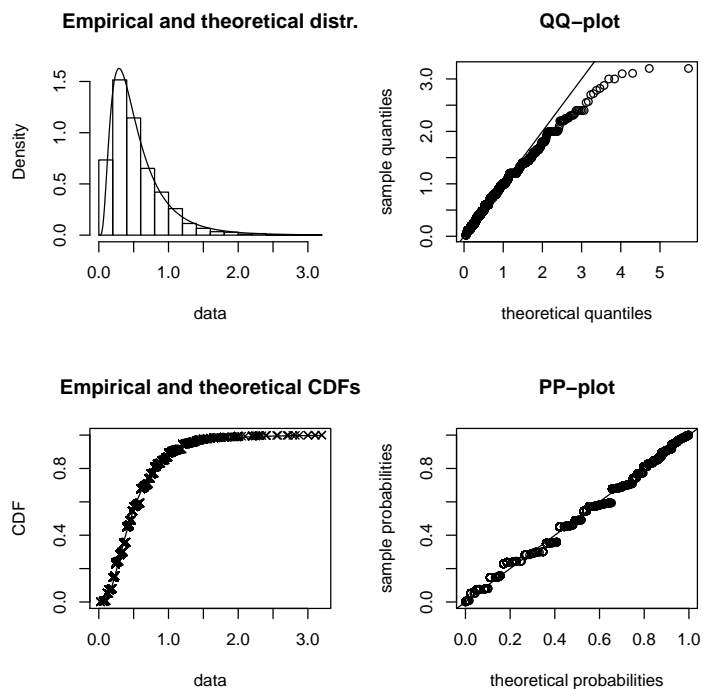 Empirical and theoretical distr.
Density
0.0 0.5 1.0 1.5
0.0 1.0 2.0 3.0
data
QQ−plot
sample quantiles
0.0 1.0 2.0 3.0
0 1 2 3 4 5
theoretical quantiles
Empirical and theoretical CDFs
CDF
0.0 0.4 0.8
0.0 1.0 2.0 3.0
data
PP−plot
sample probabilities
0.0 0.4 0.8
0.0 0.2 0.4 0.6 0.8 1.0
theoretical probabilities